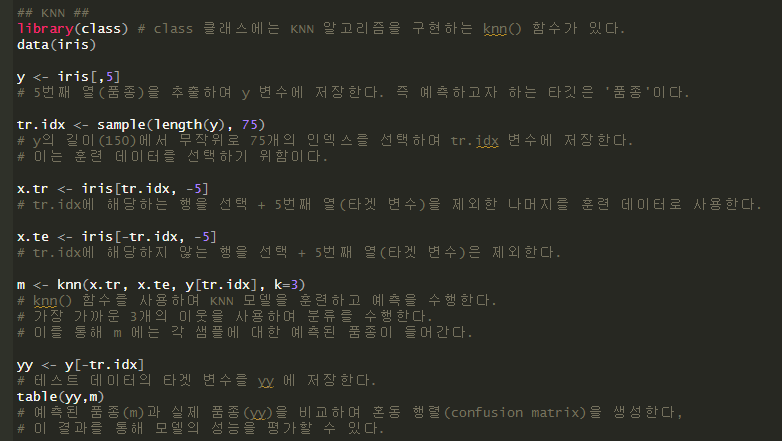 ## KNN ##
library(class) # class 클래스에는 KNN 알고리즘을 구현하는 knn() 함수가 있다.
data(iris)
y <- iris[,5]
# 5번째 열(품종)을 추출하여 y 변수에 저장한다. 즉 예측하고자 하는 타깃은 '품종'이다.
tr.idx <- sample(length(y), 75)
# y의 길이(150)에서 무작위로 75개의 인덱스를 선택하여 tr.idx 변수에 저장한다.
# 이는 훈련 데이터를 선택하기 위함이다.
x.tr <- iris[tr.idx, -5]
# tr.idx에 해당하는 행을 선택 + 5번째 열(타겟 변수)을 제외한 나머지를 훈련 데이터로 사용한다.
x.te <- iris[-tr.idx, -5]
# tr.idx에 해당하지 않는 행을 선택 + 5번째 열(타겟 변수)은 제외한다.
m <- knn(x.tr, x.te, y[tr.idx], k=3)
# knn() 함수를 사용하여 KNN 모델을 훈련하고 예측을 수행한다.
# 가장 가까운 3개의 이웃을 사용하여 분류를 수행한다.
# 이를 통해 m 에는 각 샘플에 대한 예측된 품종이 들어간다.
yy <- y[-tr.idx]
# 테스트 데이터의 타겟 변수를 yy 에 저장한다.
table(yy,m)
# 예측된 품종(m)과 실제 품종(yy)을 비교하여 혼동 행렬(confusion matrix)을 생성한다,
# 이 결과를 통해 모델의 성능을 평가할 수 있다.